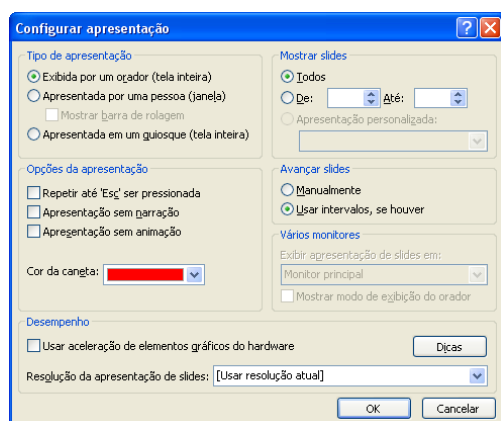 Configurar apresentação
Tipo de apresentação
Exibida por um orador (tela inteira)
Apresentada por uma pessoa (janela)
Mostrar barra de rolagem
Apresentada em um quiosque (tela inteira)
Mostrar slides
Todos
De: Até:
Apresentação personalizada:
Opções da apresentação
Repetir até 'Esc' ser pressionada
Apresentação sem narração
Apresentação sem animação
Cor da caneta:
Avançar slides
Manualmente
Usar intervalos, se houver
Vários monitores
Exibir apresentação de slides em:
Monitor principal
Mostrar modo de exibição do orador
Desempenho
Usar aceleração de elementos gráficos do hardware
Dicas
Resolução da apresentação de slides: [Usar resolução atual]
OK Cancelar